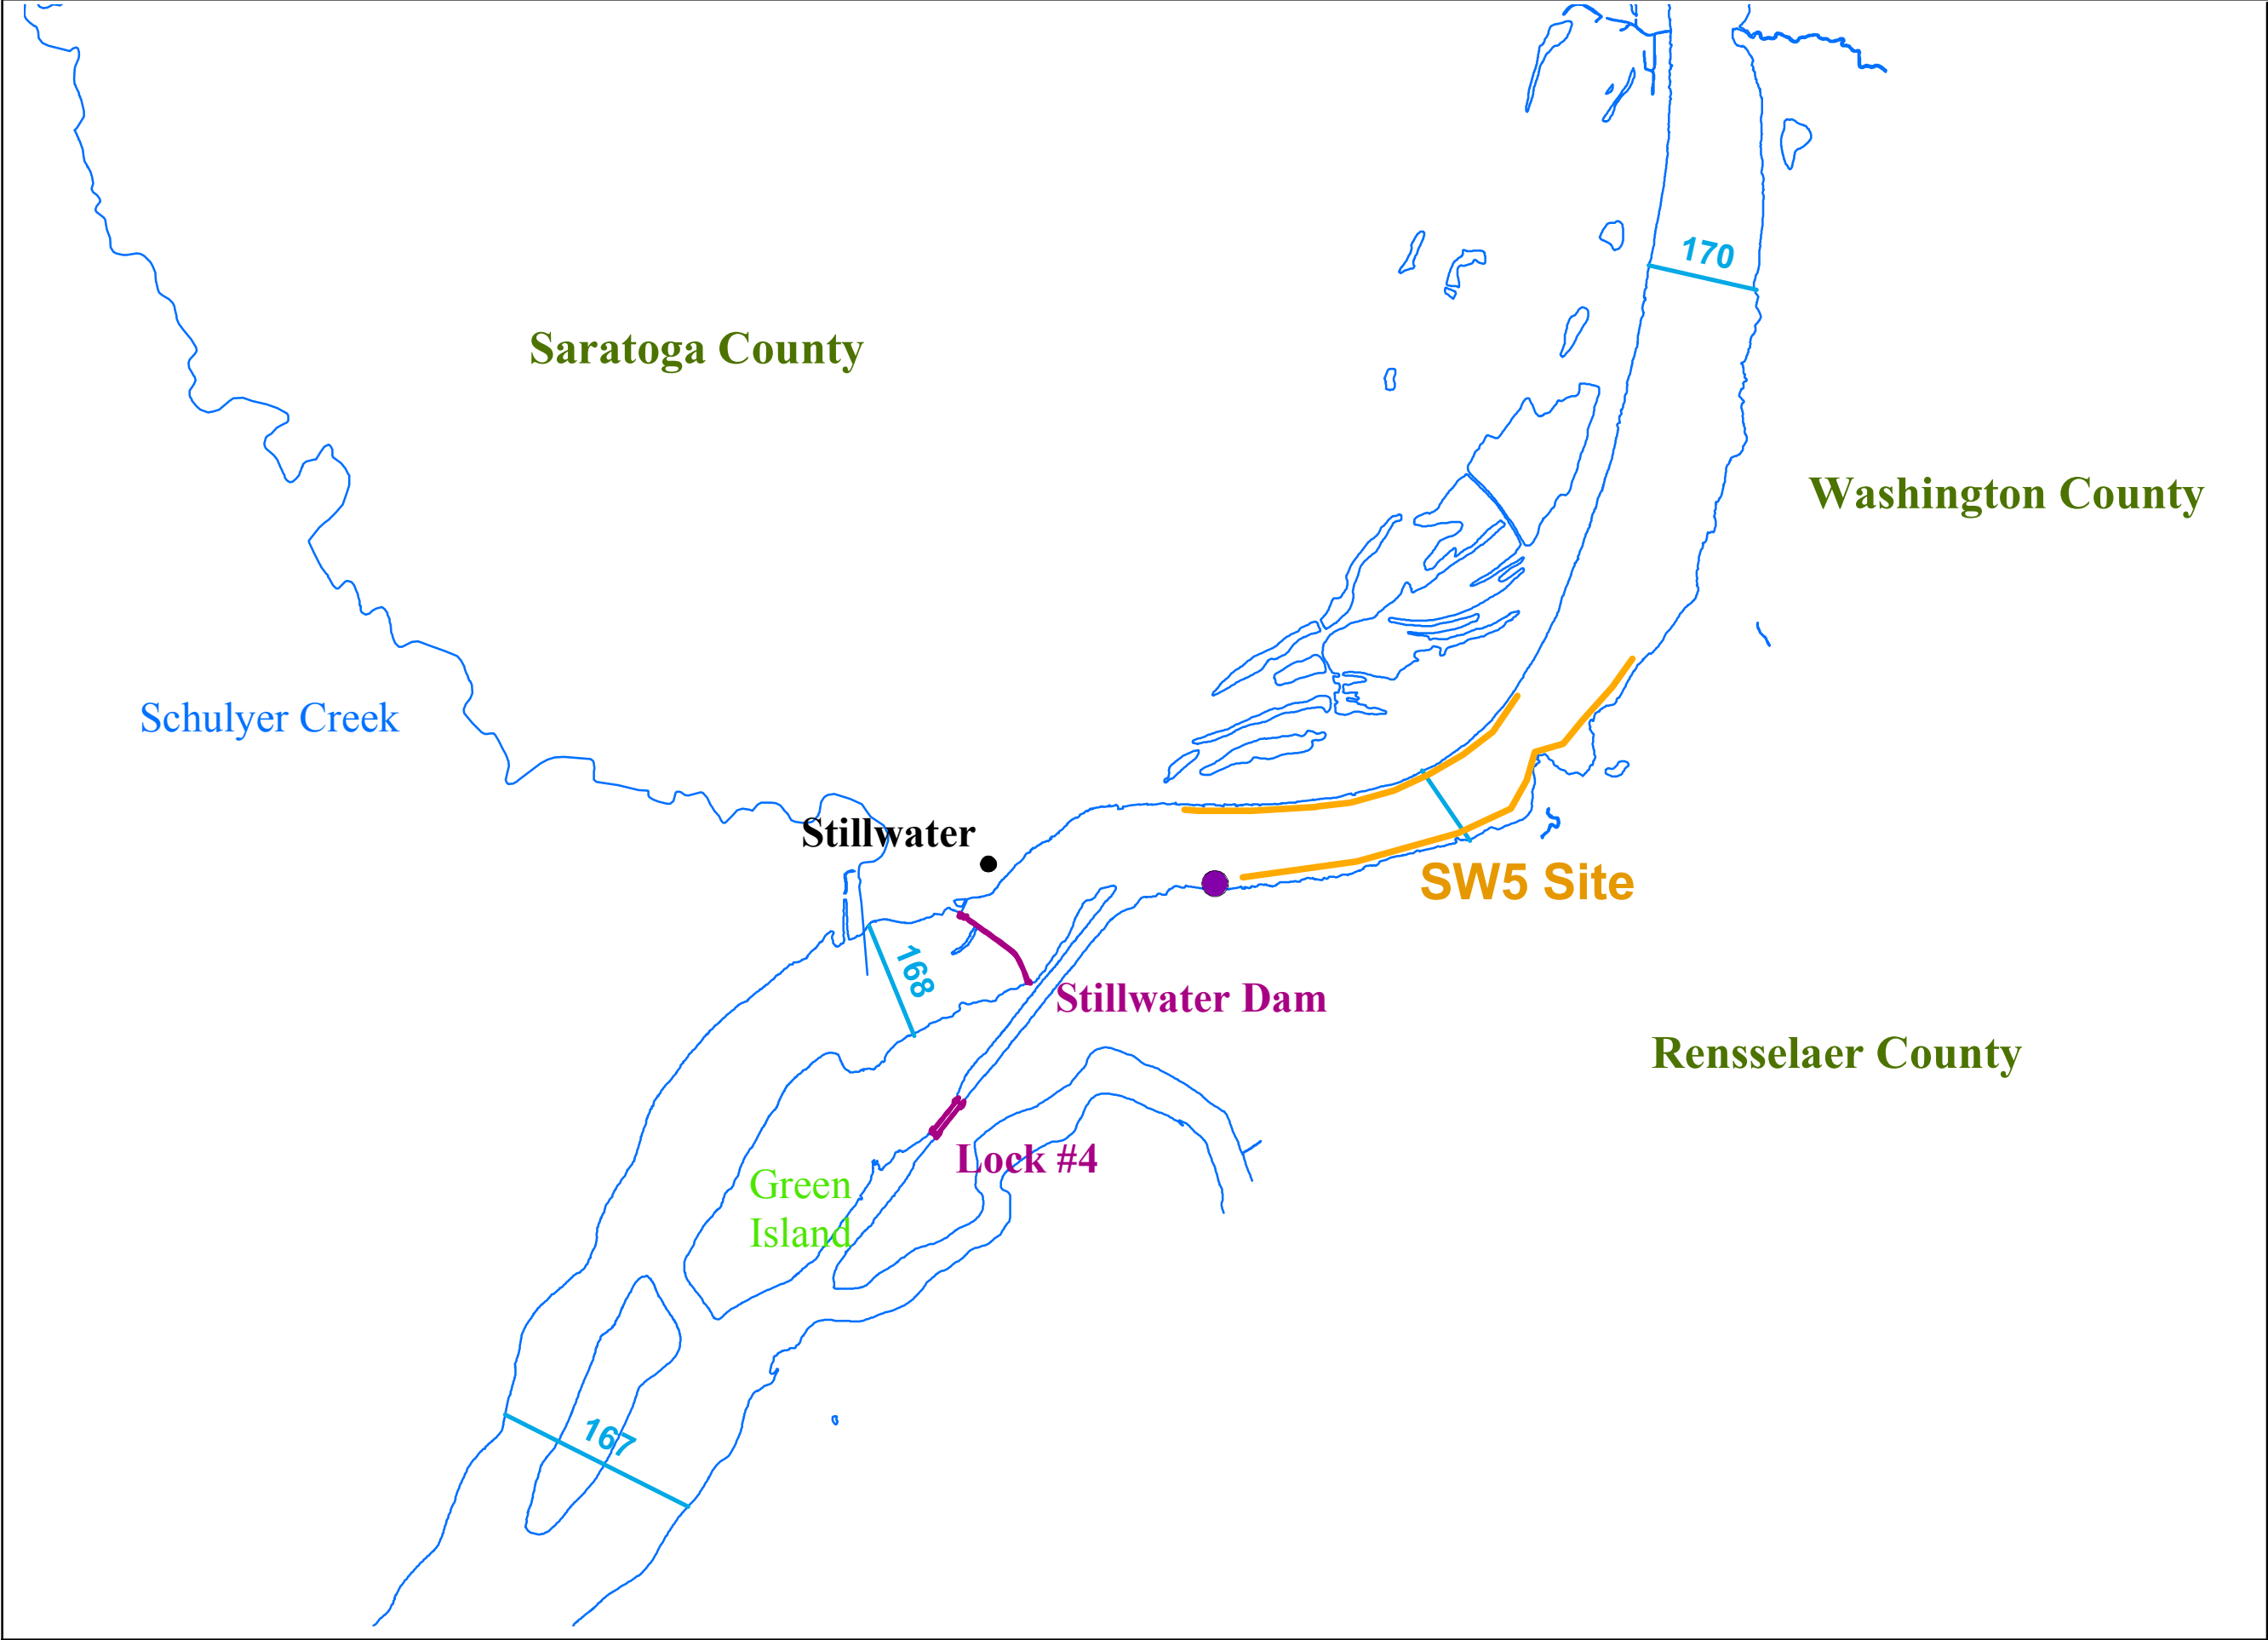 170
Saratoga County
Washington County
Schulyer Creek
Stillwater
SW5 Site
168
Stillwater Dam
Rensselaer County
Lock #4
Green
Island
167